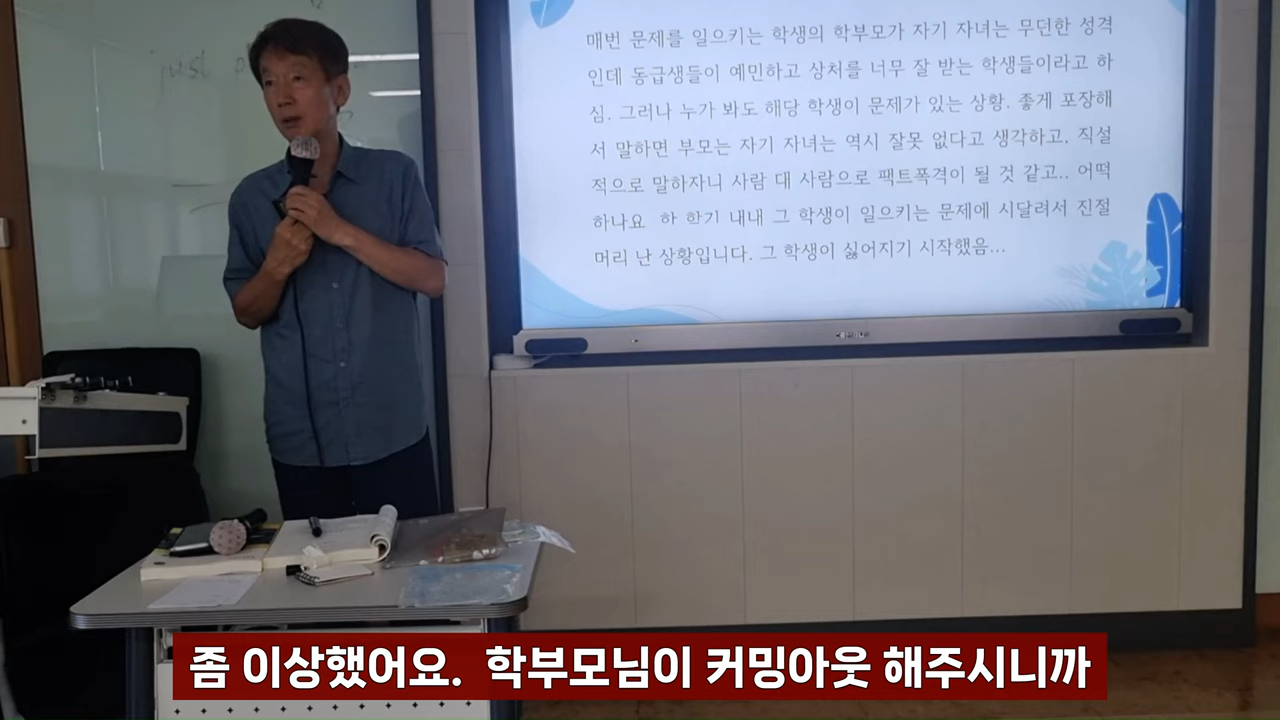 just
매번 문제를 일으키는 학생의 학부모가 자기 자녀는 무던한 성격
인데 동급생들이 예민하고 상처를 너무 잘 받는 학생들이라고 하
심. 그러나 누가 봐도 해당 학생이 문제가 있는 상황. 좋게 포장해
서 말하면 부모는 자기 자녀는 역시 잘못 없다고 생각하고. 직설
적으로 말하자니 사람 대 사람으로 팩트폭격이 될 것 같고.. 어떡
하나요 한 학기 내내 그 학생이 일으키는 문제에 시달려서 진절
머리 난 상황입니다. 그 학생이 싫어지기 시작했음...
좀 이상했어요. 학부모님이 커밍아웃 해주시니까